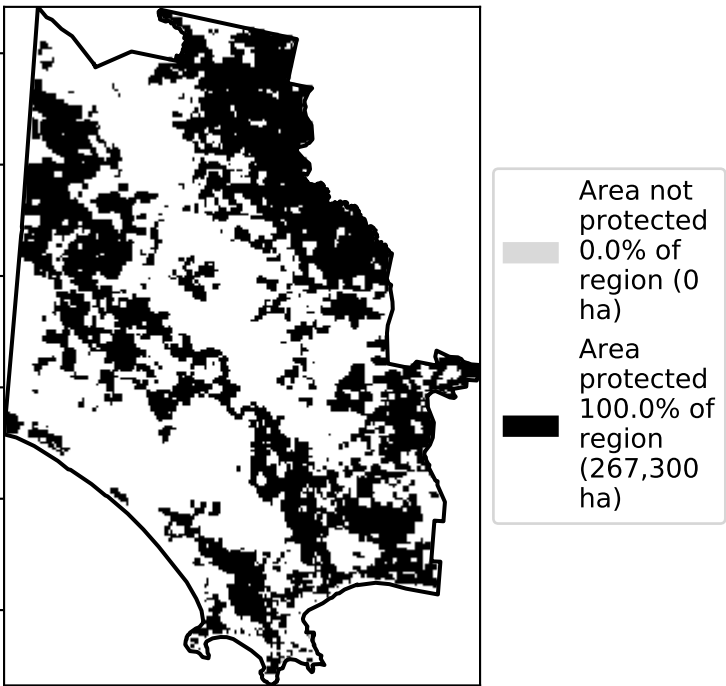 Area not
protected
0.0% of
region (0
ha)
Area
protected
100.0% of
region
(267,300
ha)